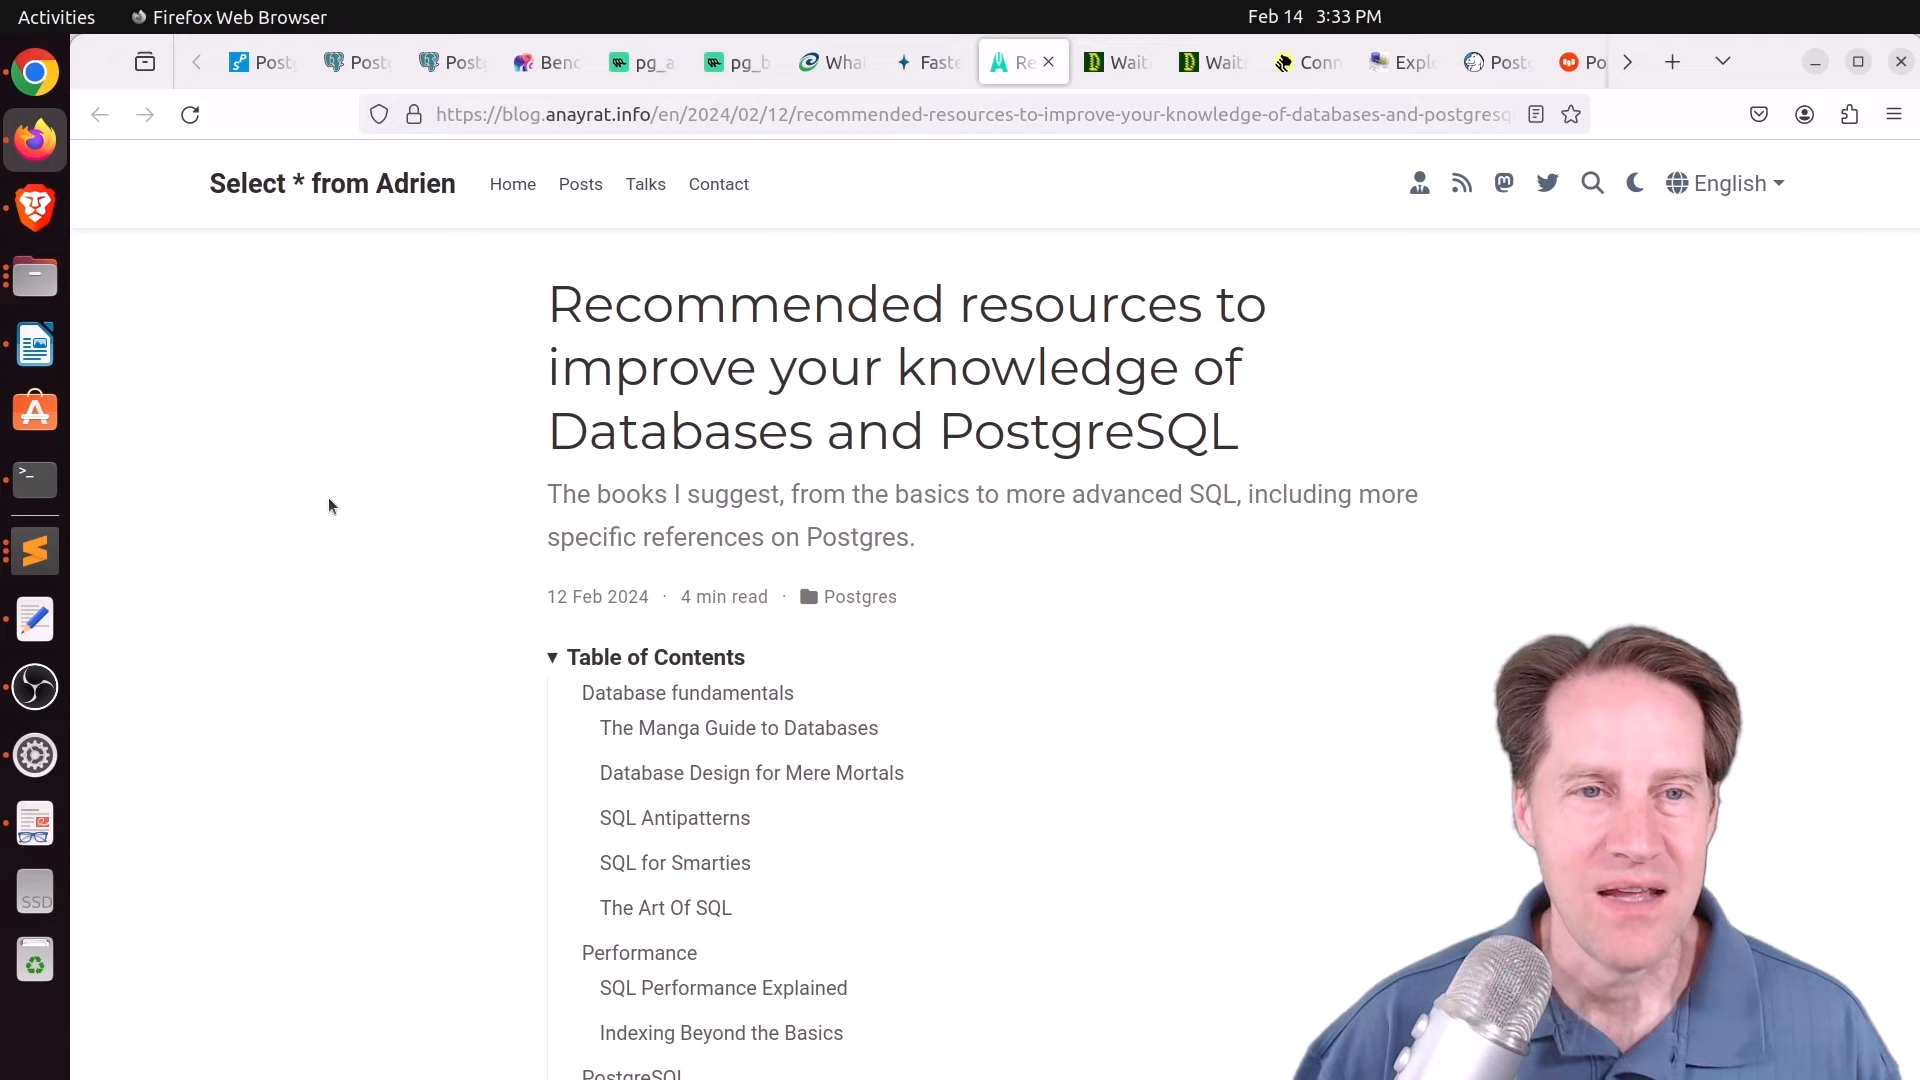 Activities
Firefox Web Browser
Feb 14 3:33 PM
Post
Post
Post
Benc
pg_a
pg_b
Wha
Faste
Re
Wait
Wait
Conn
Expl
Post
Po
https://blog.anayrat.info/en/2024/02/12/recommended-resources-to-improve-your-knowledge-of-databases-and-postgresq
Select * from Adrien
Home
Posts
Talks
Contact
English
Recommended resources to
improve your knowledge of
Databases and PostgreSQL
The books I suggest, from the basics to more advanced SQL, including more
specific references on Postgres.
12 Feb 2024 · 4 min read · Postgres
Table of Contents
Database fundamentals
The Manga Guide to Databases
Database Design for Mere Mortals
SQL Antipatterns
SQL for Smarties
The Art Of SQL
Performance
SQL Performance Explained
Indexing Beyond the Basics
PostgreSQL
SSD